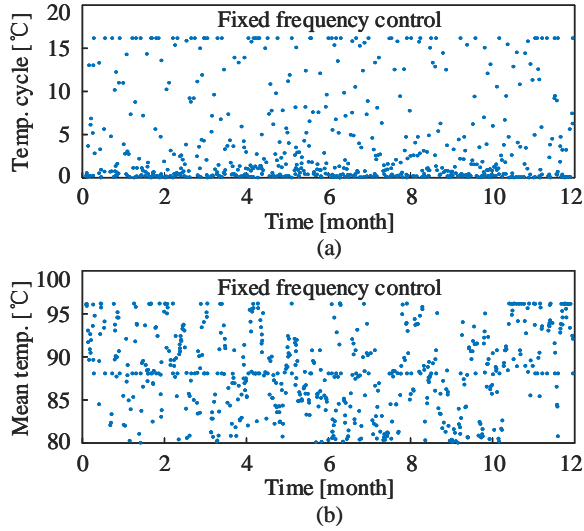 20
Fixed frequency control
15
10
5
0
Temp. cycle [℃]
0 2 4 6 8 10 12
Time [month]
(a)
100
Fixed frequency control
95
90
85
80
Mean temp. [℃]
0 2 4 6 8 10 12
Time [month]
(b)